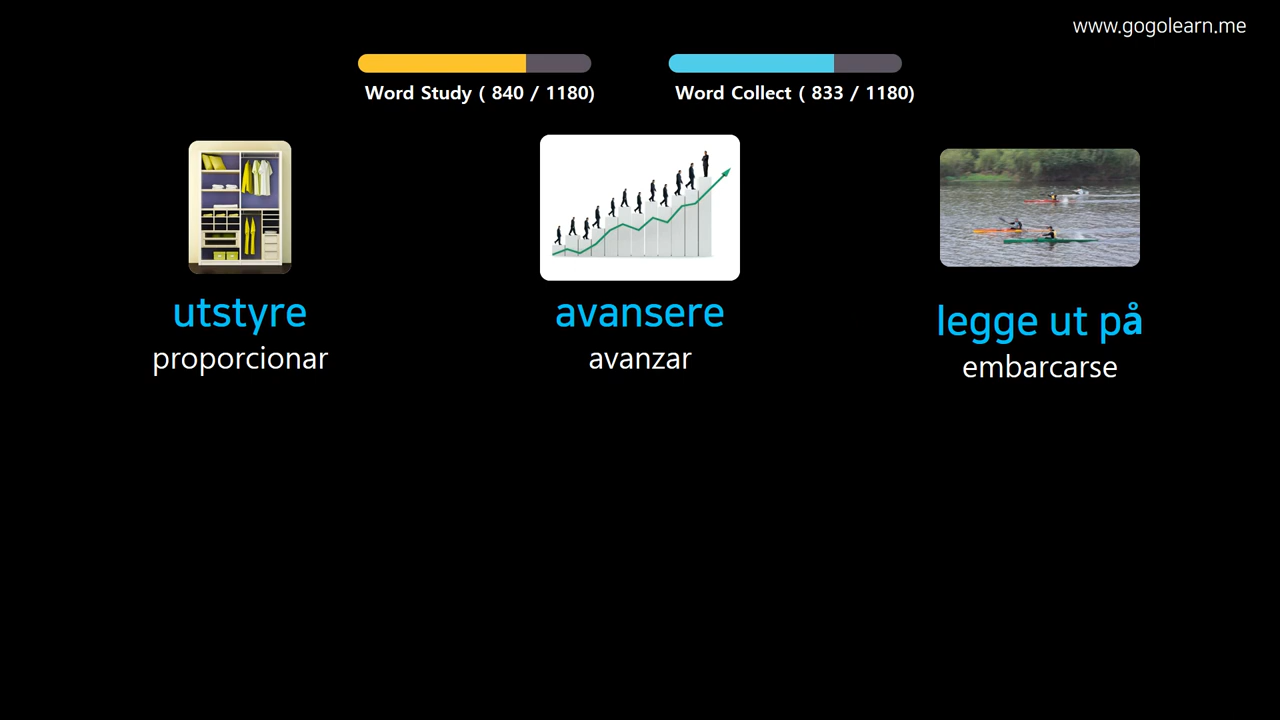 www.gogolearn.me
Word Study ( 840 / 1180)
Word Collect ( 833 / 1180)
utstyre
proporcionar
avansere
avanzar
legge ut på
embarcarse